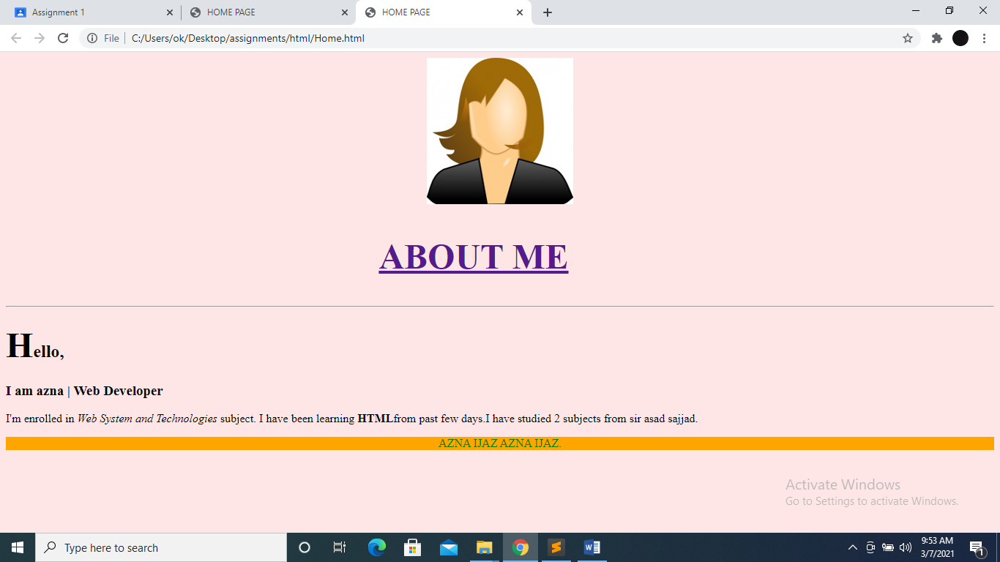 Assignment 1
HOME PAGE
HOME PAGE
File
C:/Users/ok/Desktop/assignments/html/Home.html
ABOUT ME
Hello,
I am azna | Web Developer
I'm enrolled in Web System and Technologies subject. I have been learning HTMLfrom past few days.I have studied 2 subjects from sir asad sajjad.
AZNA IJAZ AZNA IJAZ.
Activate Windows
Go to Settings to activate Windows.
Type here to search
W
9:53 AM
3/7/2021
1